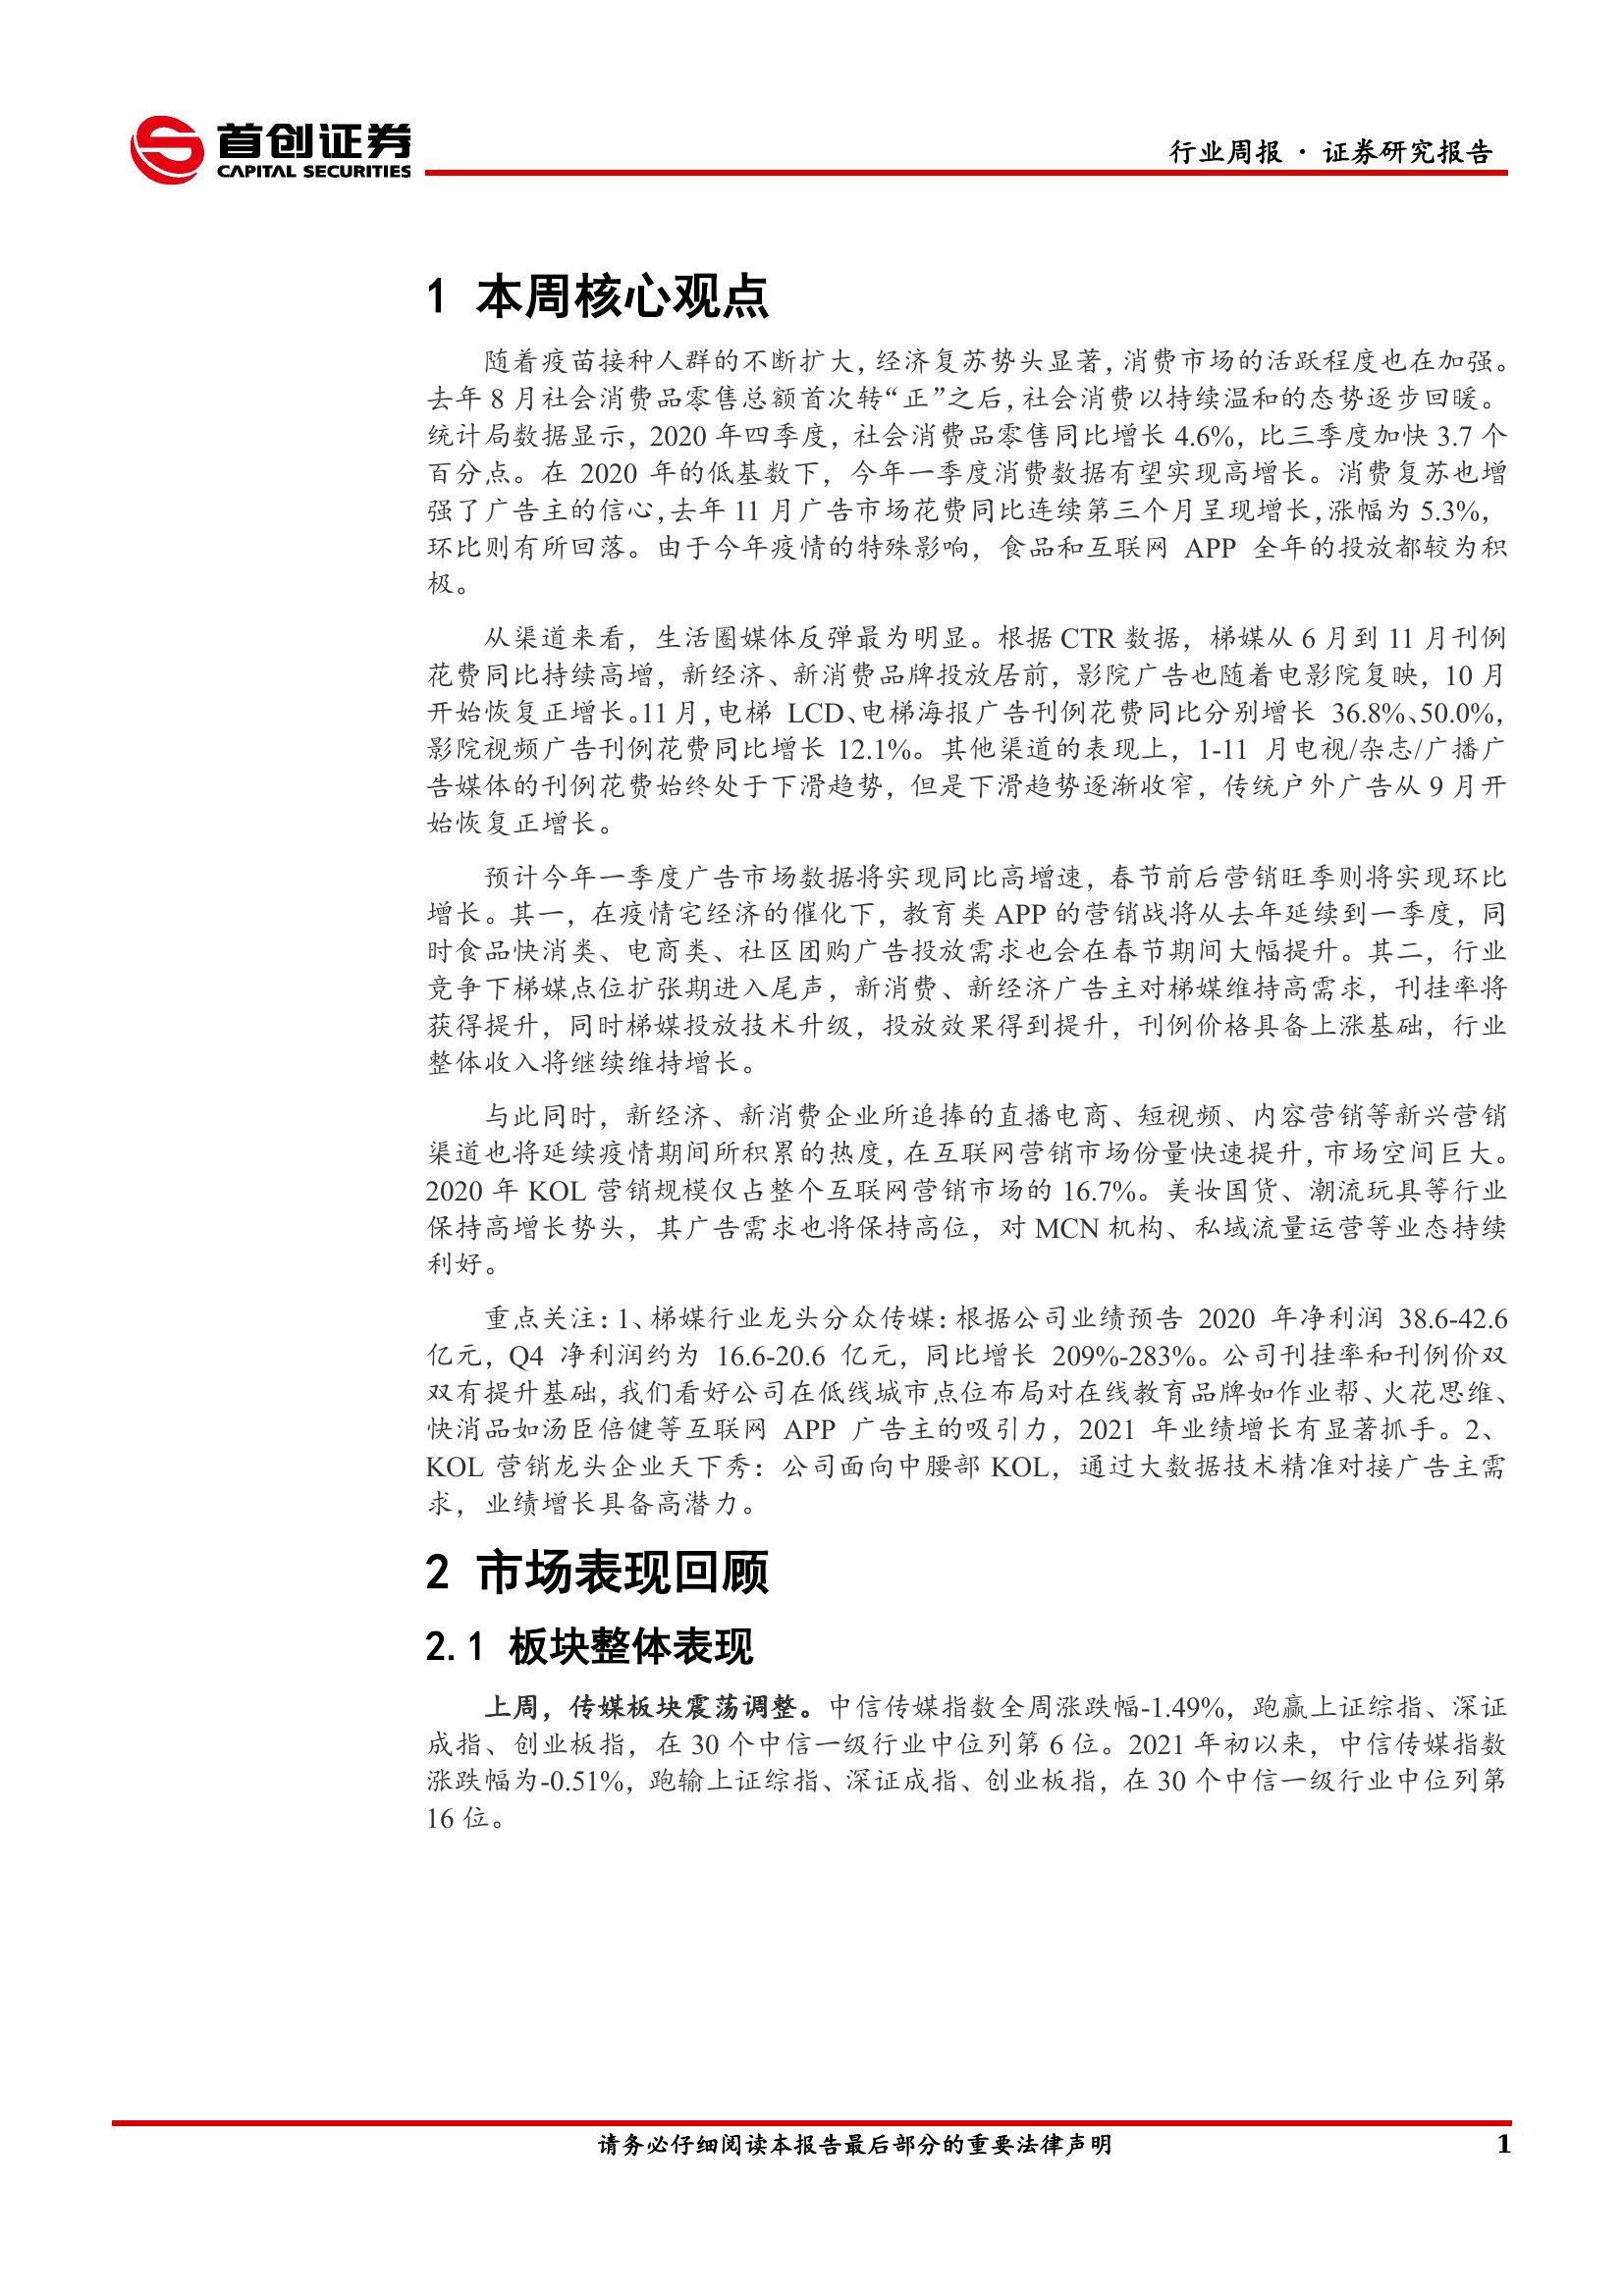 首创证券
CAPITAL SECURITIES
行业周报 · 证券研究报告
1 本周核心观点
随着疫苗接种人群的不断扩大，经济复苏势头显著，消费市场的活跃程度也在加强。
去年 8 月社会消费品零售总额首次转“正”之后，社会消费以持续温和的态势逐步回暖。
统计局数据显示，2020 年四季度，社会消费品零售同比增长 4.6%，比三季度加快 3.7 个
百分点。在 2020 年的低基数下，今年一季度消费数据有望实现高增长。消费复苏也增
强了广告主的信心，去年 11 月广告市场花费同比连续第三个月呈现增长，涨幅为 5.3%，
环比则有所回落。由于今年疫情的特殊影响，食品和互联网 APP 全年的投放都较为积
极。
从渠道来看，生活圈媒体反弹最为明显。根据 CTR 数据，梯媒从 6 月到 11 月刊例
花费同比持续高增，新经济、新消费品牌投放居前，影院广告也随着电影院复映，10 月
开始恢复正增长。11 月，电梯 LCD、电梯海报广告刊例花费同比分别增长 36.8%、50.0%，
影院视频广告刊例花费同比增长 12.1%。其他渠道的表现上，1-11 月电视/杂志/广播广
告媒体的刊例花费始终处于下滑趋势，但是下滑趋势逐渐收窄，传统户外广告从 9 月开
始恢复正增长。
预计今年一季度广告市场数据将实现同比高增速，春节前后营销旺季则将实现环比
增长。其一，在疫情宅经济的催化下，教育类 APP 的营销战将从去年延续到一季度，同
时食品快消类、电商类、社区团购广告投放需求也会在春节期间大幅提升。其二，行业
竞争下梯媒点位扩张期进入尾声，新消费、新经济广告主对梯媒维持高需求，刊挂率将
获得提升，同时梯媒投放技术升级，投放效果得到提升，刊例价格具备上涨基础，行业
整体收入将继续维持增长。
与此同时，新经济、新消费企业所追捧的直播电商、短视频、内容营销等新兴营销
渠道也将延续疫情期间所积累的热度，在互联网营销市场份量快速提升，市场空间巨大。
2020 年 KOL 营销规模仅占整个互联网营销市场的 16.7%。美妆国货、潮流玩具等行业
保持高增长势头，其广告需求也将保持高位，对 MCN 机构、私域流量运营等业态持续
利好。
重点关注：1、梯媒行业龙头分众传媒：根据公司业绩预告 2020 年净利润 38.6-42.6
亿元，Q4 净利润约为 16.6-20.6 亿元，同比增长 209%-283%。公司刊挂率和刊例价双
双有提升基础，我们看好公司在低线城市点位布局对在线教育品牌如作业帮、火花思维、
快消品如汤臣倍健等互联网 APP 广告主的吸引力，2021 年业绩增长有显著抓手。2、
KOL 营销龙头企业天下秀：公司面向中腰部 KOL，通过大数据技术精准对接广告主需
求，业绩增长具备高潜力。
2 市场表现回顾
2.1 板块整体表现
上周，传媒板块震荡调整。中信传媒指数全周涨跌幅-1.49%，跑赢上证综指、深证
成指、创业板指，在 30 个中信一级行业中位列第 6 位。2021 年初以来，中信传媒指数
涨跌幅为-0.51%，跑输上证综指、深证成指、创业板指，在 30 个中信一级行业中位列第
16 位。
请务必仔细阅读本报告最后部分的重要法律声明
1